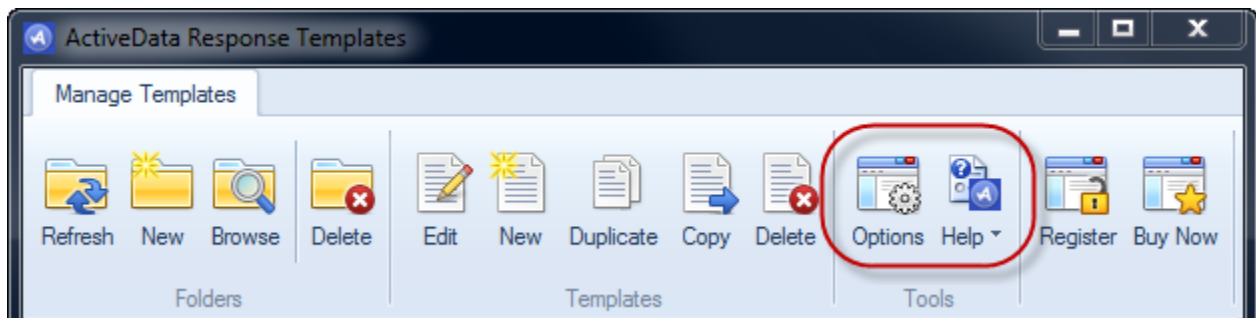 ActiveData Response Templates
Manage Templates
Refresh New Browse Delete Edit New Duplicate Copy Delete Options Help Register Buy Now
Folders Templates Tools